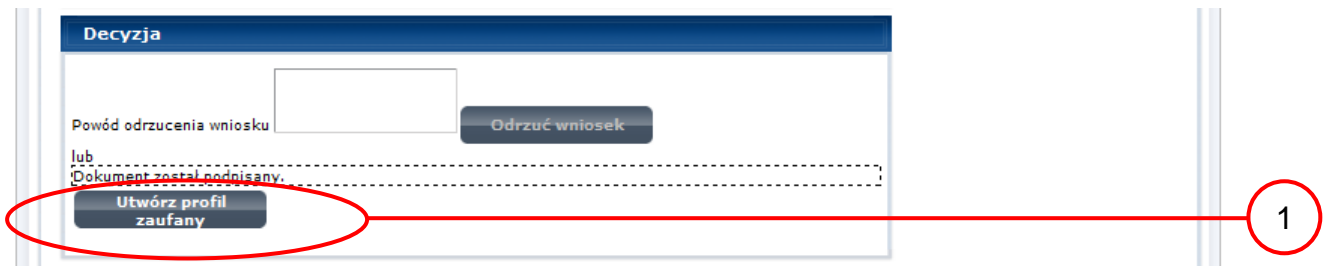 Decyzja
Powód odrzucenia wniosku
Odrzuć wniosek
lub
Dokument został podpisany.
Utwórz profil
zaufany
1